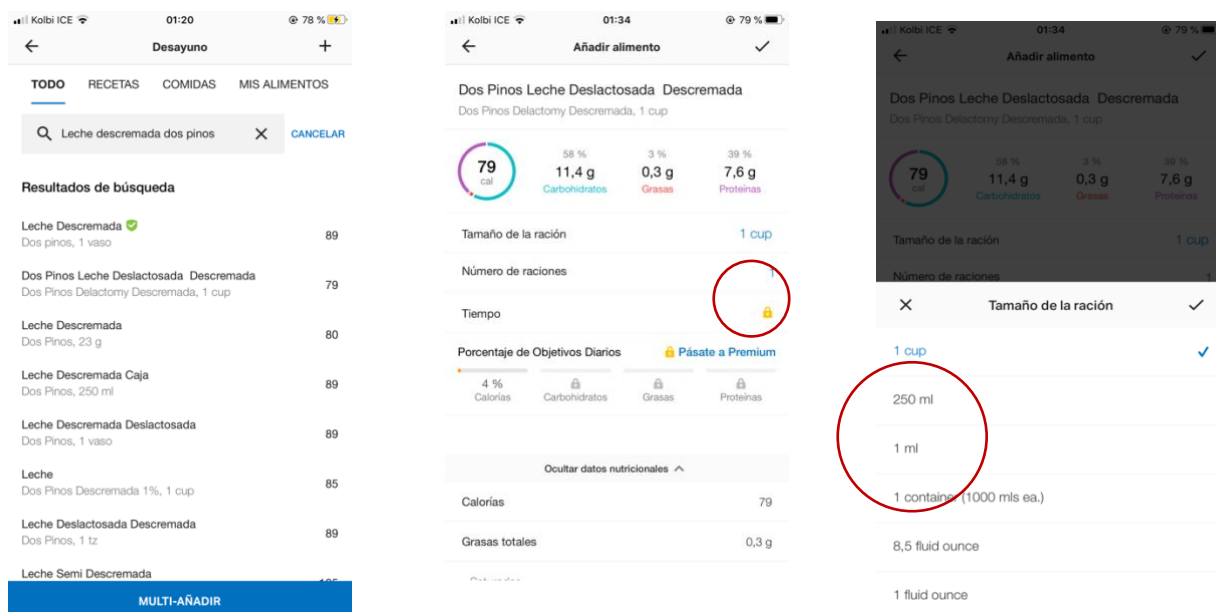 Kolbi ICE 01:20 78 %
Desayuno
TODO RECETAS COMIDAS MIS ALIMENTOS
Leche descremada dos pinos CANCELAR
Resultados de búsqueda
Leche Descremada
Dos pinos, 1 vaso
89
Dos Pinos Leche Deslactosada Descremada
Dos Pinos Delactomy Descremada, 1 cup
79
Leche Descremada
Dos Pinos, 23 g
80
Leche Descremada Caja
Dos Pinos, 250 ml
89
Leche Descremada Deslactosada
Dos Pinos, 1 vaso
89
Leche
Dos Pinos Descremada 1%, 1 cup
85
Leche Deslactosada Descremada
Dos Pinos, 1 tz
89
Leche Semi Descremada
MULTI-AÑADIR
Kolbi ICE 01:34 79 %
Añadir alimento
Dos Pinos Leche Deslactosada Descremada
Dos Pinos Delactomy Descremada, 1 cup
79
cal
58 % 3 % 39 %
11,4 g 0,3 g 7,6 g
Carbohidratos Grasas Proteínas
Tamaño de la ración 1 cup
Número de raciones 1
Tiempo
Porcentaje de Objetivos Diarios Pásate a Premium
4 %
Calorías Carbohidratos Grasas Proteínas
Ocultar datos nutricionales
Calorías 79
Grasas totales 0,3 g
Kolbi ICE 01:34 79 %
Añadir alimento
Dos Pinos Leche Deslactosada Descremada
Dos Pinos Delactomy Descremada, 1 cup
79
cal
58 % 3 % 39 %
11,4 g 0,3 g 7,6 g
Carbohidratos Grasas Proteínas
Tamaño de la ración 1 cup
Número de raciones 1
Tamaño de la ración
1 cup
250 ml
1 ml
1 container (1000 mls ea.)
8,5 fluid ounce
1 fluid ounce